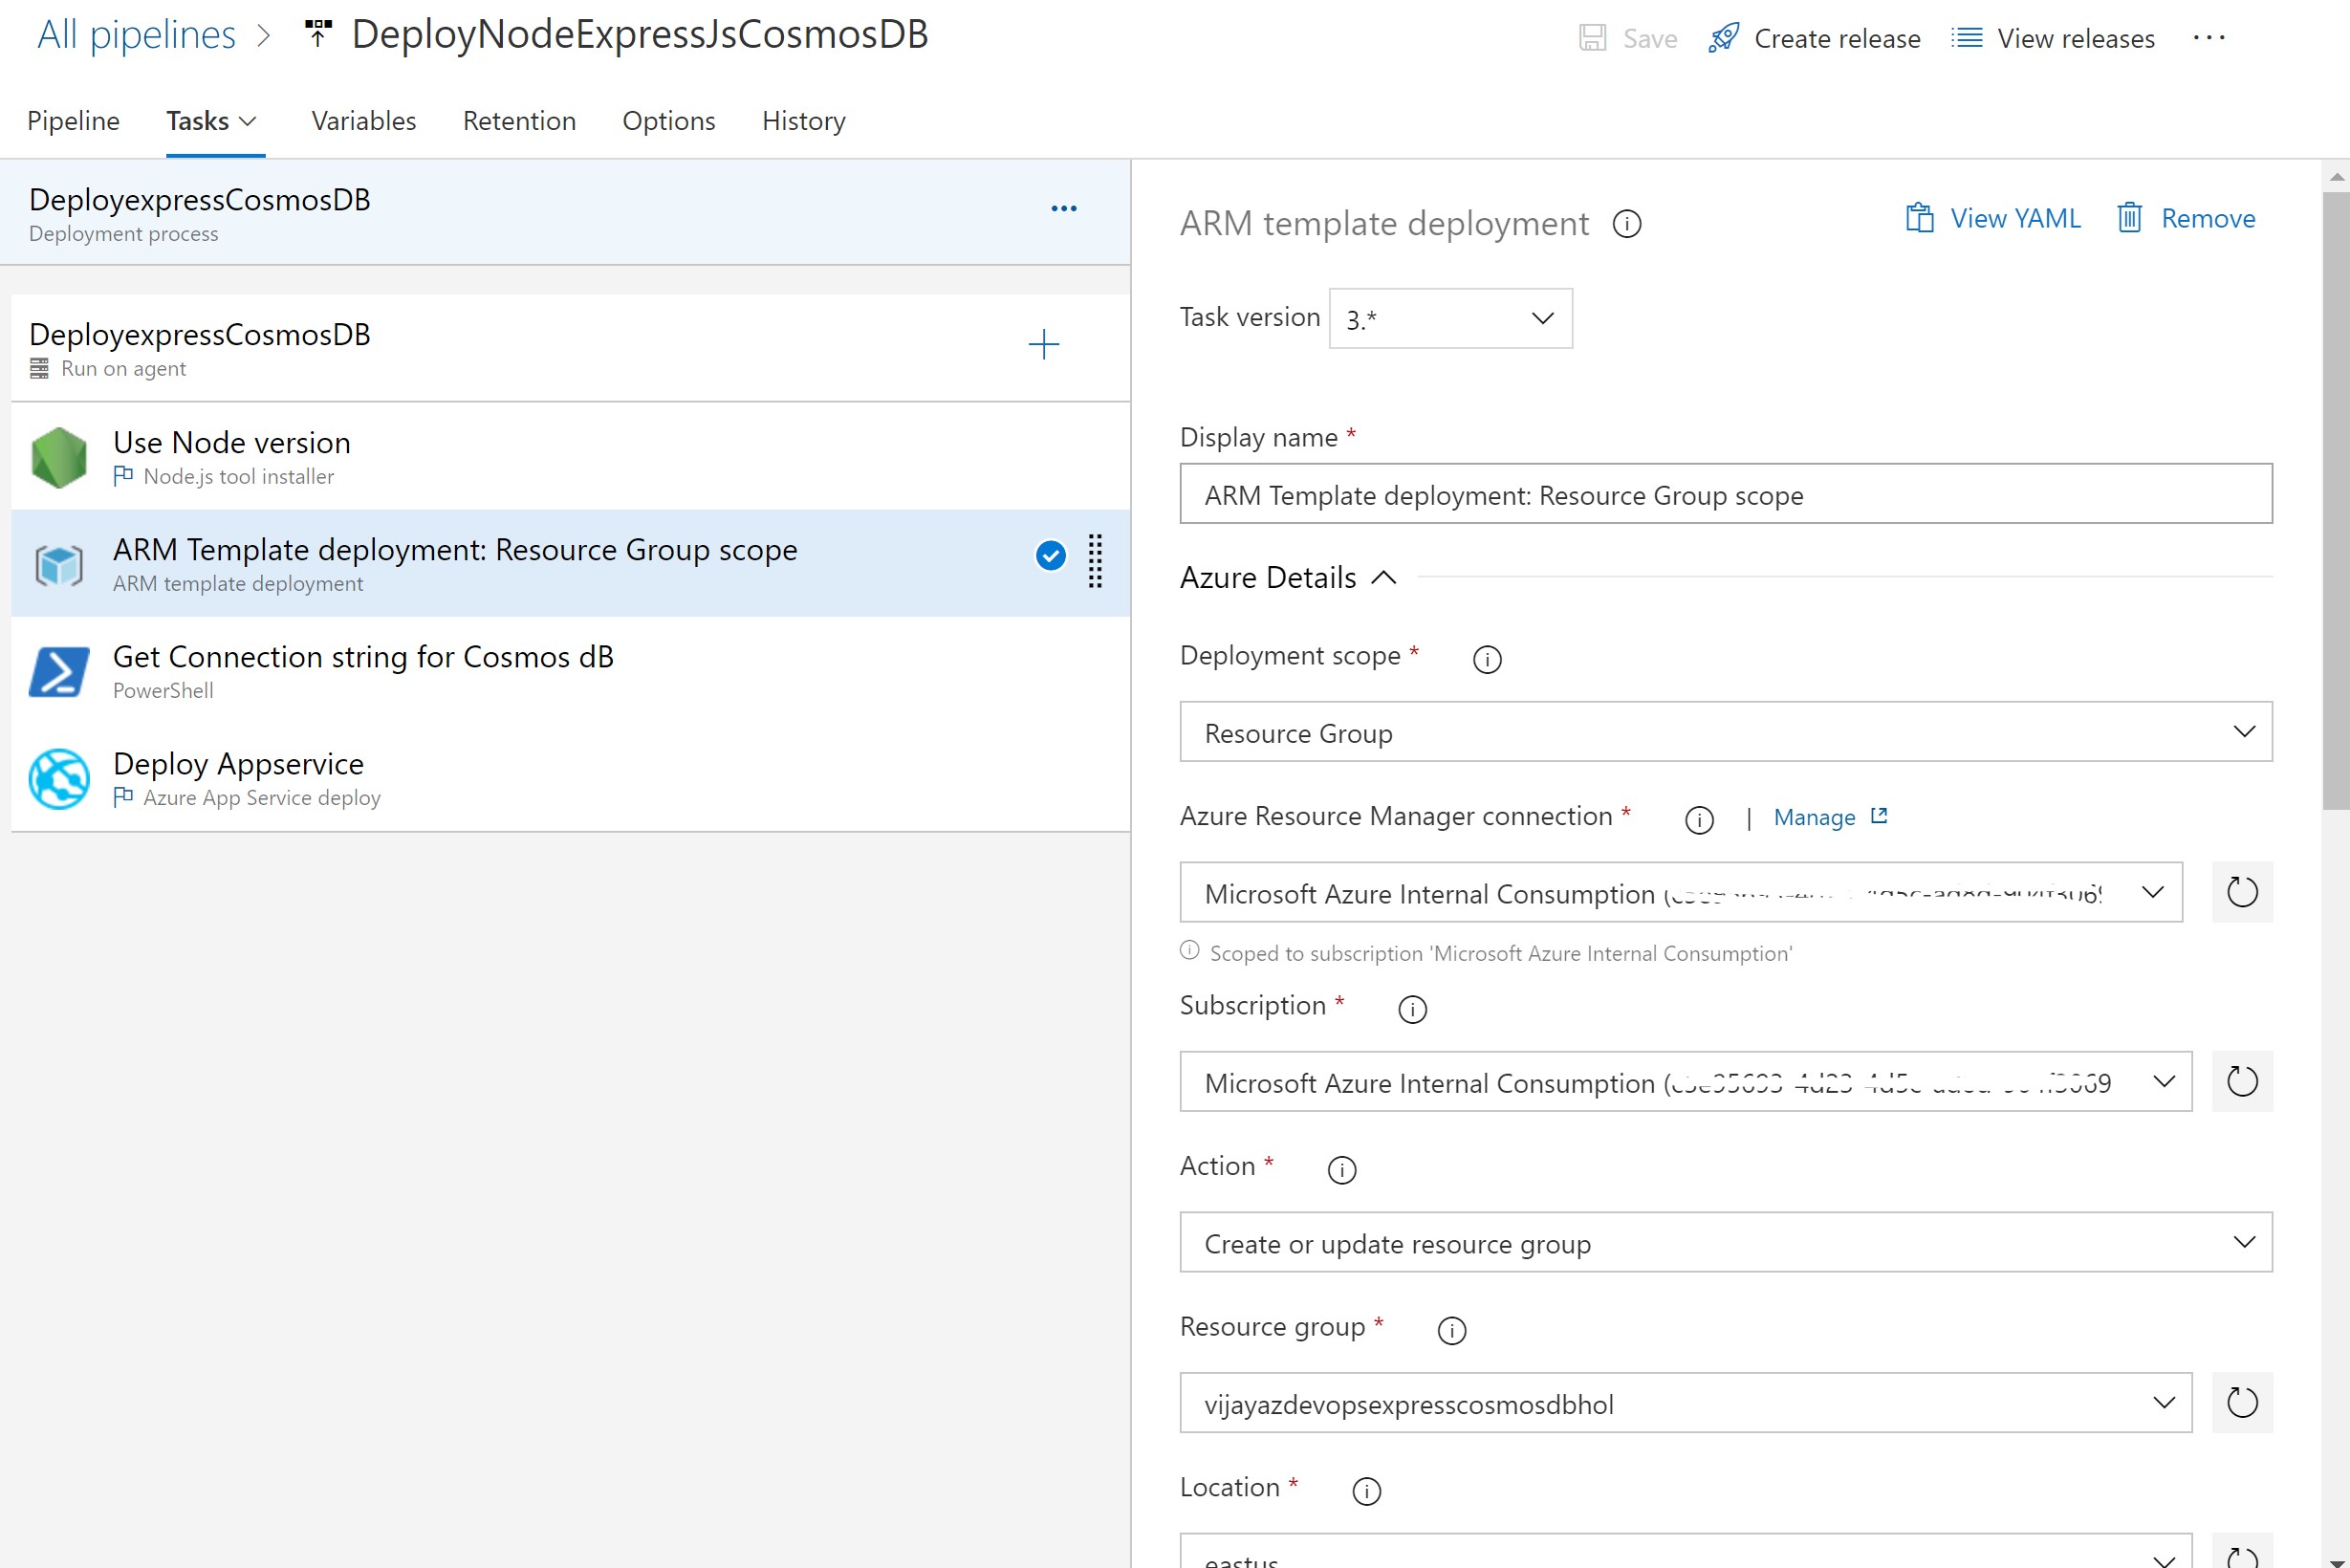 All pipelines > DeployNodeExpressJsCosmosDB
Save Create release View releases ...
Pipeline Tasks Variables Retention Options History
DeployexpressCosmosDB
Deployment process
DeployexpressCosmosDB
Run on agent
Use Node version
Node.js tool installer
ARM Template deployment: Resource Group scope
ARM template deployment
Get Connection string for Cosmos dB
PowerShell
Deploy Appservice
Azure App Service deploy
ARM template deployment
View YAML Remove
Task version 3.*
Display name *
ARM Template deployment: Resource Group scope
Azure Details
Deployment scope *
Resource Group
Azure Resource Manager connection * | Manage
Microsoft Azure Internal Consumption (
Scoped to subscription 'Microsoft Azure Internal Consumption'
Subscription *
Microsoft Azure Internal Consumption (
Action *
Create or update resource group
Resource group *
vijayazdevopsexpresscosmosdbhol
Location *
eastus